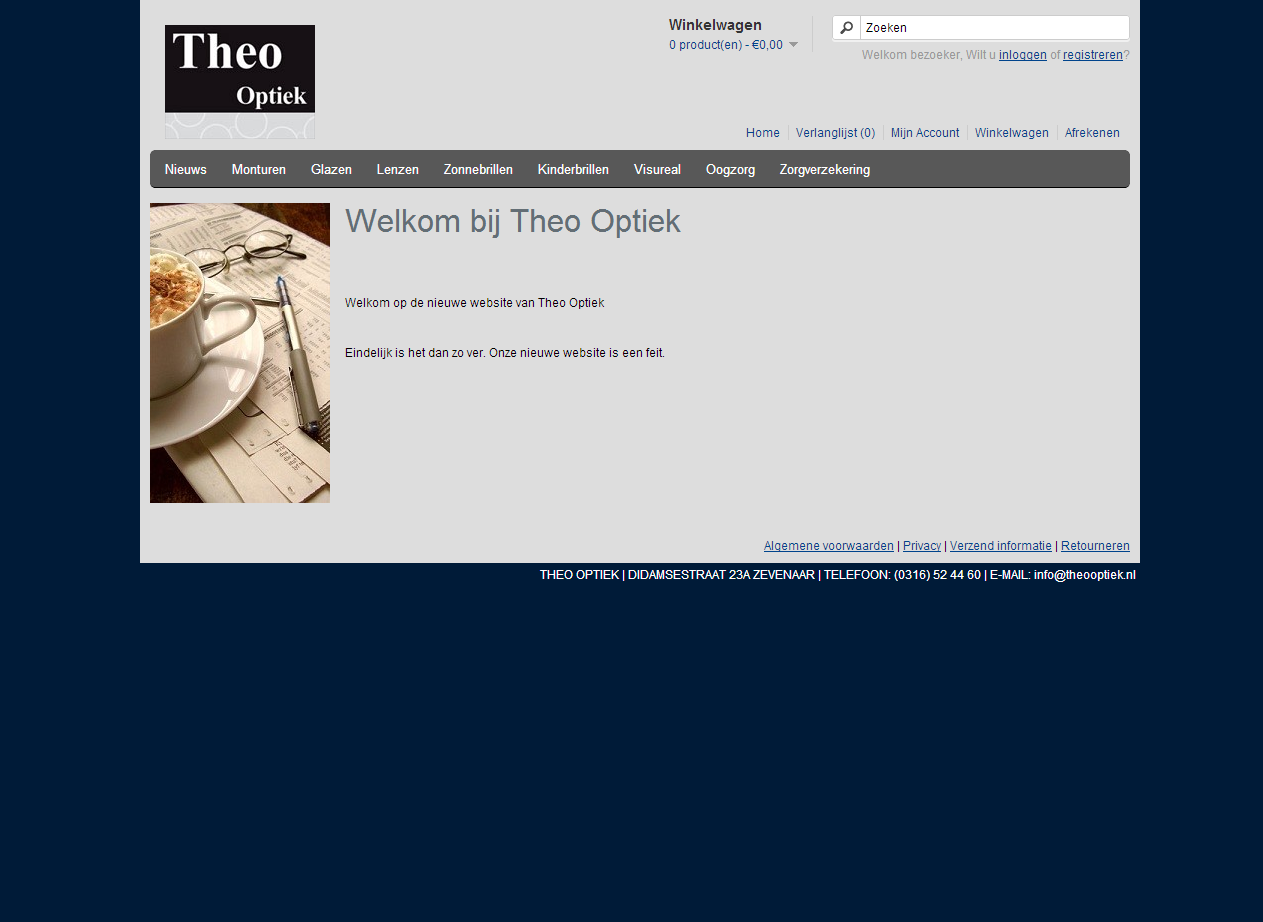 Theo
Optiek
Winkelwagen
0 product(en) - €0,00
Zoeken
Welkom bezoeker, Wilt u inloggen of registreren?
Home Verlanglijst (0) Mijn Account Winkelwagen Afrekenen
Nieuws Monturen Glazen Lenzen Zonnebrillen Kinderbrillen Visureal Oogzorg Zorgverzekering
Welkom bij Theo Optiek
Welkom op de nieuwe website van Theo Optiek
Eindelijk is het dan zo ver. Onze nieuwe website is een feit.
Algemene voorwaarden | Privacy | Verzend informatie | Retourneren
THEO OPTIEK | DIDAMSESTRAAT 23A ZEVENAAR | TELEFOON: (0316) 52 44 60 | E-MAIL: info@theooptiek.nl